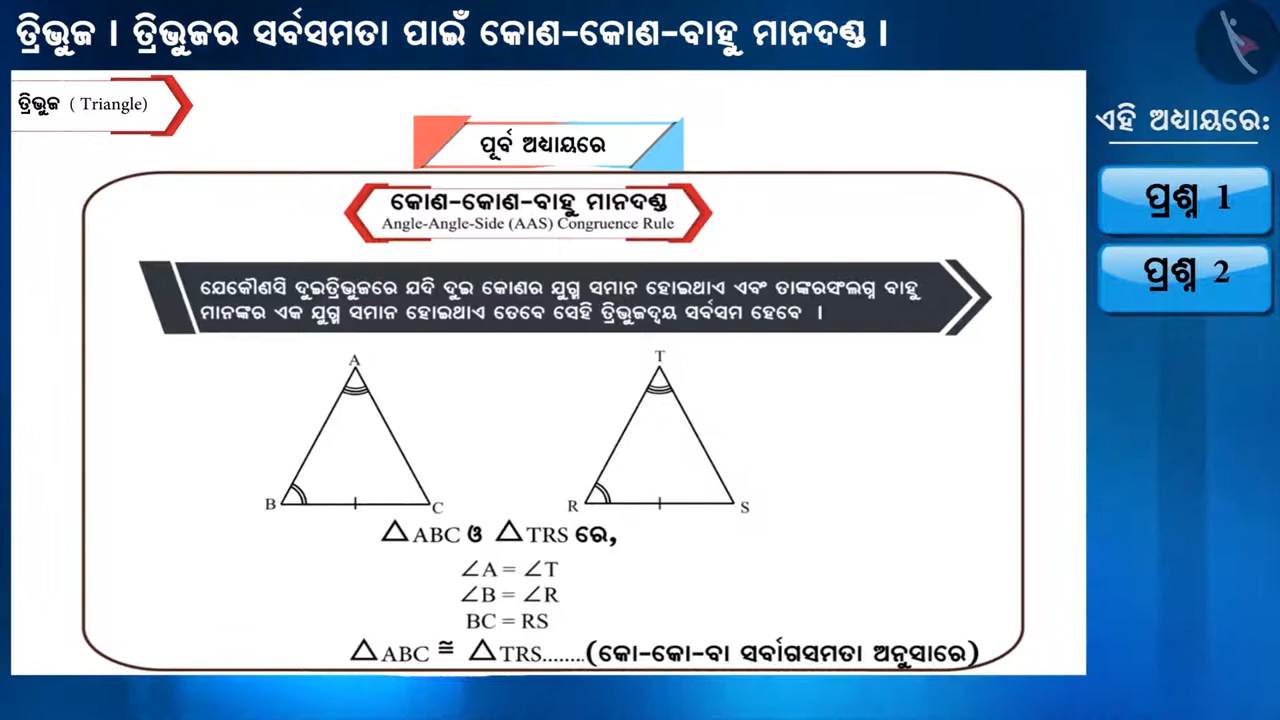 ତ୍ରିଭୁଜ । ତ୍ରିଭୁଜର ସର୍ବସମତା ପାଇଁ କୋଣ-କୋଣ-ବାହୁ ମାନଦଣ୍ଡ ।
ତ୍ରିଭୁଜ ( Triangle)
ପୂର୍ବ ଅଧ୍ୟାୟରେ
କୋଣ-କୋଣ-ବାହୁ ମାନଦଣ୍ଡ
Angle-Angle-Side (AAS) Congruence Rule
ଯେକୌଣସି ଦୁଇତ୍ରିଭୁଜରେ ଯଦି ଦୁଇ କୋଣର ଯୁଗ୍ମ ସମାନ ହୋଇଥାଏ ଏବଂ ତାଙ୍କରସଂଲଗ୍ନ ବାହୁ
ମାନଙ୍କର ଏକ ଯୁଗ୍ମ ସମାନ ହୋଇଥାଏ ତେବେ ସେହି ତ୍ରିଭୁଜଦ୍ୱୟ ସର୍ବସମ ହେବେ ।
A T
B C R S
△ABC ଓ △TRS ରେ,
∠A = ∠T
∠B = ∠R
BC = RS
△ABC ≅ △TRS........(କୋ-କୋ-ବା ସର୍ବାଗସମତା ଅନୁସାରେ)
ଏହି ଅଧ୍ୟାୟରେ:
ପ୍ରଶ୍ନ 1
ପ୍ରଶ୍ନ 2